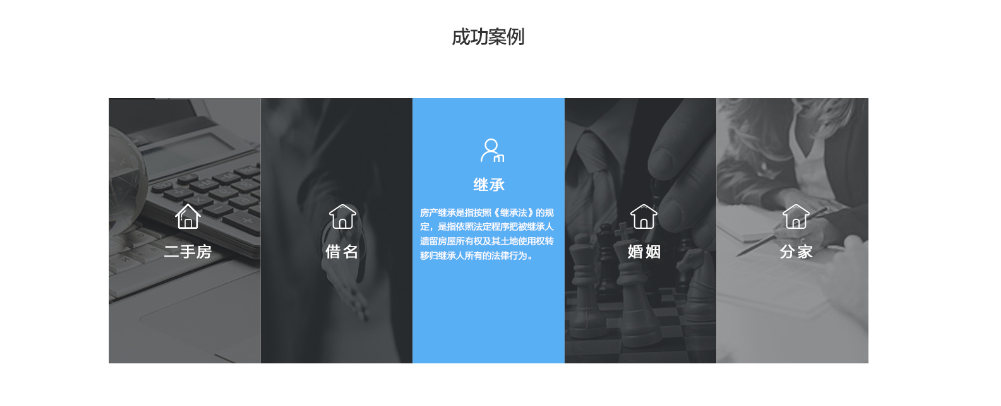 成功案例
二手房
借名
继承
房产继承是指按照《继承法》的规
定，是指依照法定程序把被继承人
遗留房屋所有权及其土地使用权转
移归继承人所有的法律行为。
婚姻
分家